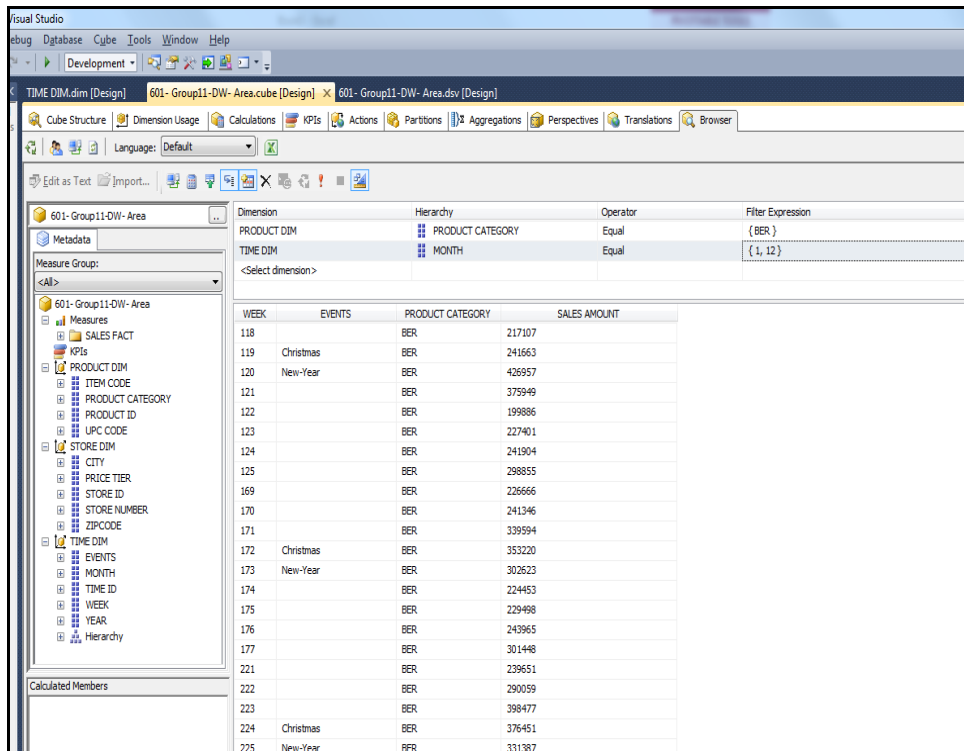 Visual Studio
ebug Database Cube Tools Window Help
Development
TIME DIM.dim [Design] 601- Group11-DW- Area.cube [Design] × 601- Group11-DW- Area.dsv [Design]
Cube Structure Dimension Usage Calculations KPIs Actions Partitions Aggregations Perspectives Translations Browser
Language: Default
Edit as Text Import...
601- Group11-DW- Area ..
Metadata
Measure Group:
<All>
601- Group11-DW- Area
Measures
SALES FACT
KPIs
PRODUCT DIM
ITEM CODE
PRODUCT CATEGORY
PRODUCT ID
UPC CODE
STORE DIM
CITY
PRICE TIER
STORE ID
STORE NUMBER
ZIPCODE
TIME DIM
EVENTS
MONTH
TIME ID
WEEK
YEAR
Hierarchy
Calculated Members
Dimension Hierarchy Operator Filter Expression
PRODUCT DIM PRODUCT CATEGORY Equal { BER }
TIME DIM MONTH Equal { 1, 12 }
<Select dimension>
WEEK EVENTS PRODUCT CATEGORY SALES AMOUNT
118 BER 217107
119 Christmas BER 241663
120 New-Year BER 426957
121 BER 375949
122 BER 199886
123 BER 227401
124 BER 241904
125 BER 298855
169 BER 226666
170 BER 241346
171 BER 339594
172 Christmas BER 353220
173 New-Year BER 302623
174 BER 224453
175 BER 229498
176 BER 243965
177 BER 301448
221 BER 239651
222 BER 290059
223 BER 398477
224 Christmas BER 376451
225 New-Year BER 331387